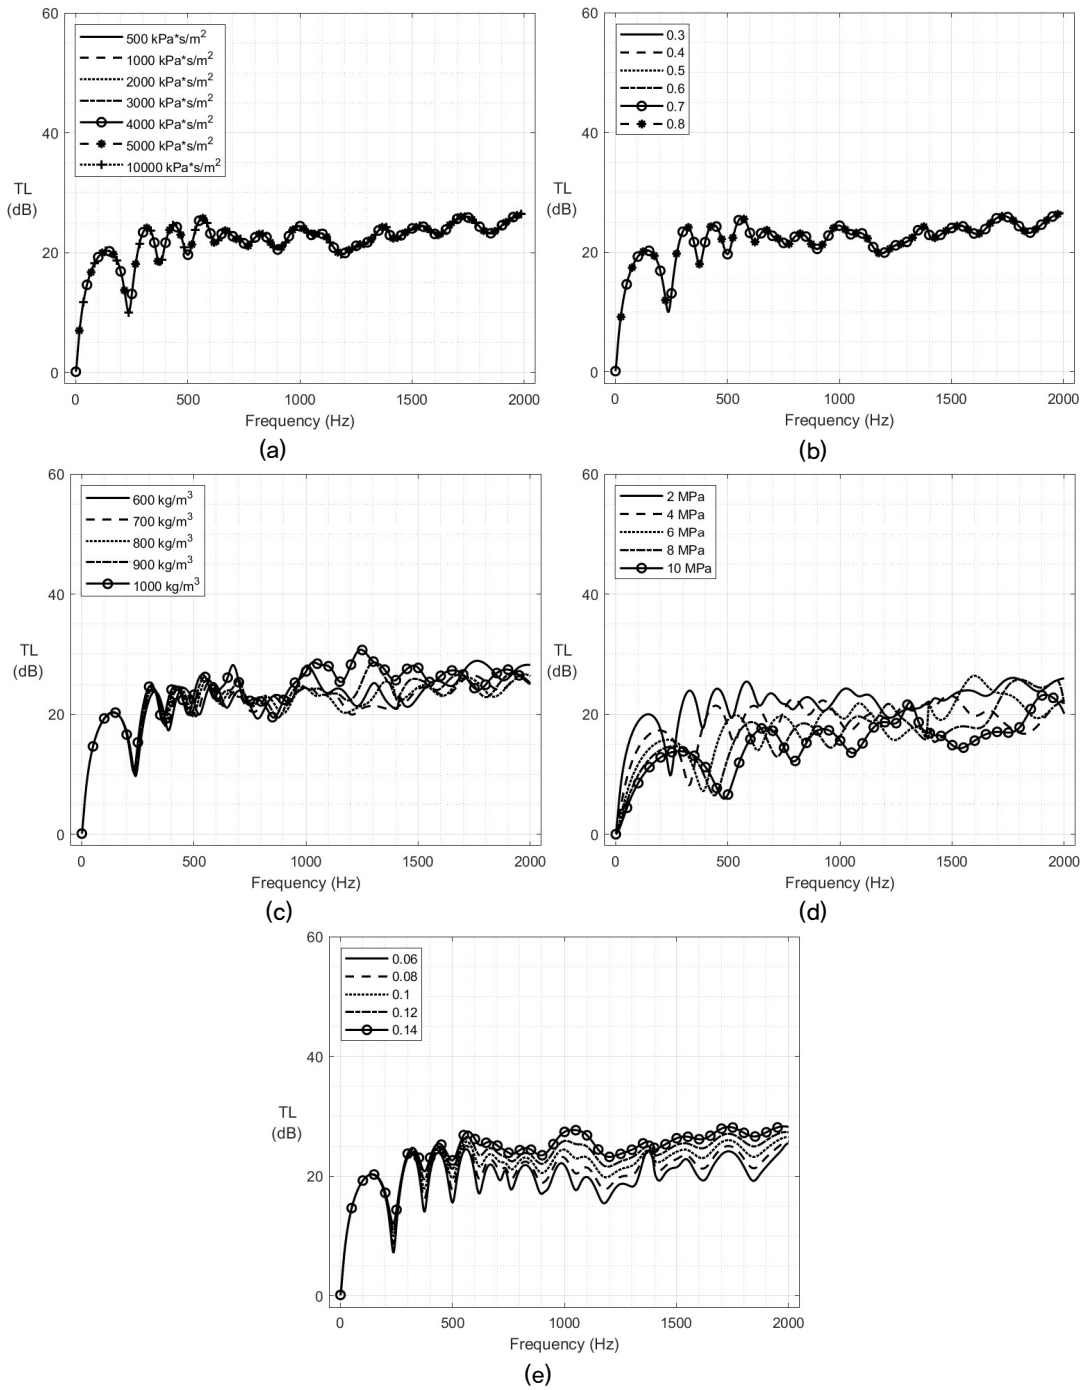 60
40
TL
(dB)
20
0
500 kPa*s/m²
1000 kPa*s/m²
2000 kPa*s/m²
3000 kPa*s/m²
4000 kPa*s/m²
5000 kPa*s/m²
10000 kPa*s/m²
0 500 1000 1500 2000
Frequency (Hz)
(a)
60
40
TL
(dB)
20
0
0.3
0.4
0.5
0.6
0.7
0.8
0 500 1000 1500 2000
Frequency (Hz)
(b)
60
40
TL
(dB)
20
0
600 kg/m³
700 kg/m³
800 kg/m³
900 kg/m³
1000 kg/m³
0 500 1000 1500 2000
Frequency (Hz)
(c)
60
40
TL
(dB)
20
0
2 MPa
4 MPa
6 MPa
8 MPa
10 MPa
0 500 1000 1500 2000
Frequency (Hz)
(d)
60
40
TL
(dB)
20
0
0.06
0.08
0.1
0.12
0.14
0 500 1000 1500 2000
Frequency (Hz)
(e)